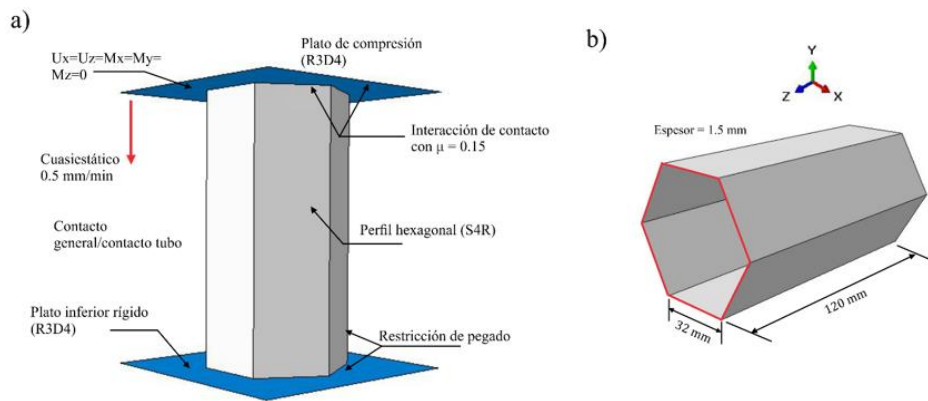 a)
Ux=Uz=Mx=My=
Mz=0
Plato de compresión
(R3D4)
Interacción de contacto
con μ = 0.15
Cuasiestático
0.5 mm/min
Contacto
general/contacto tubo
Perfil hexagonal (S4R)
Plato inferior rígido
(R3D4)
Restricción de pegado
b)
Y
Z
X
Espesor = 1.5 mm
120 mm
32 mm